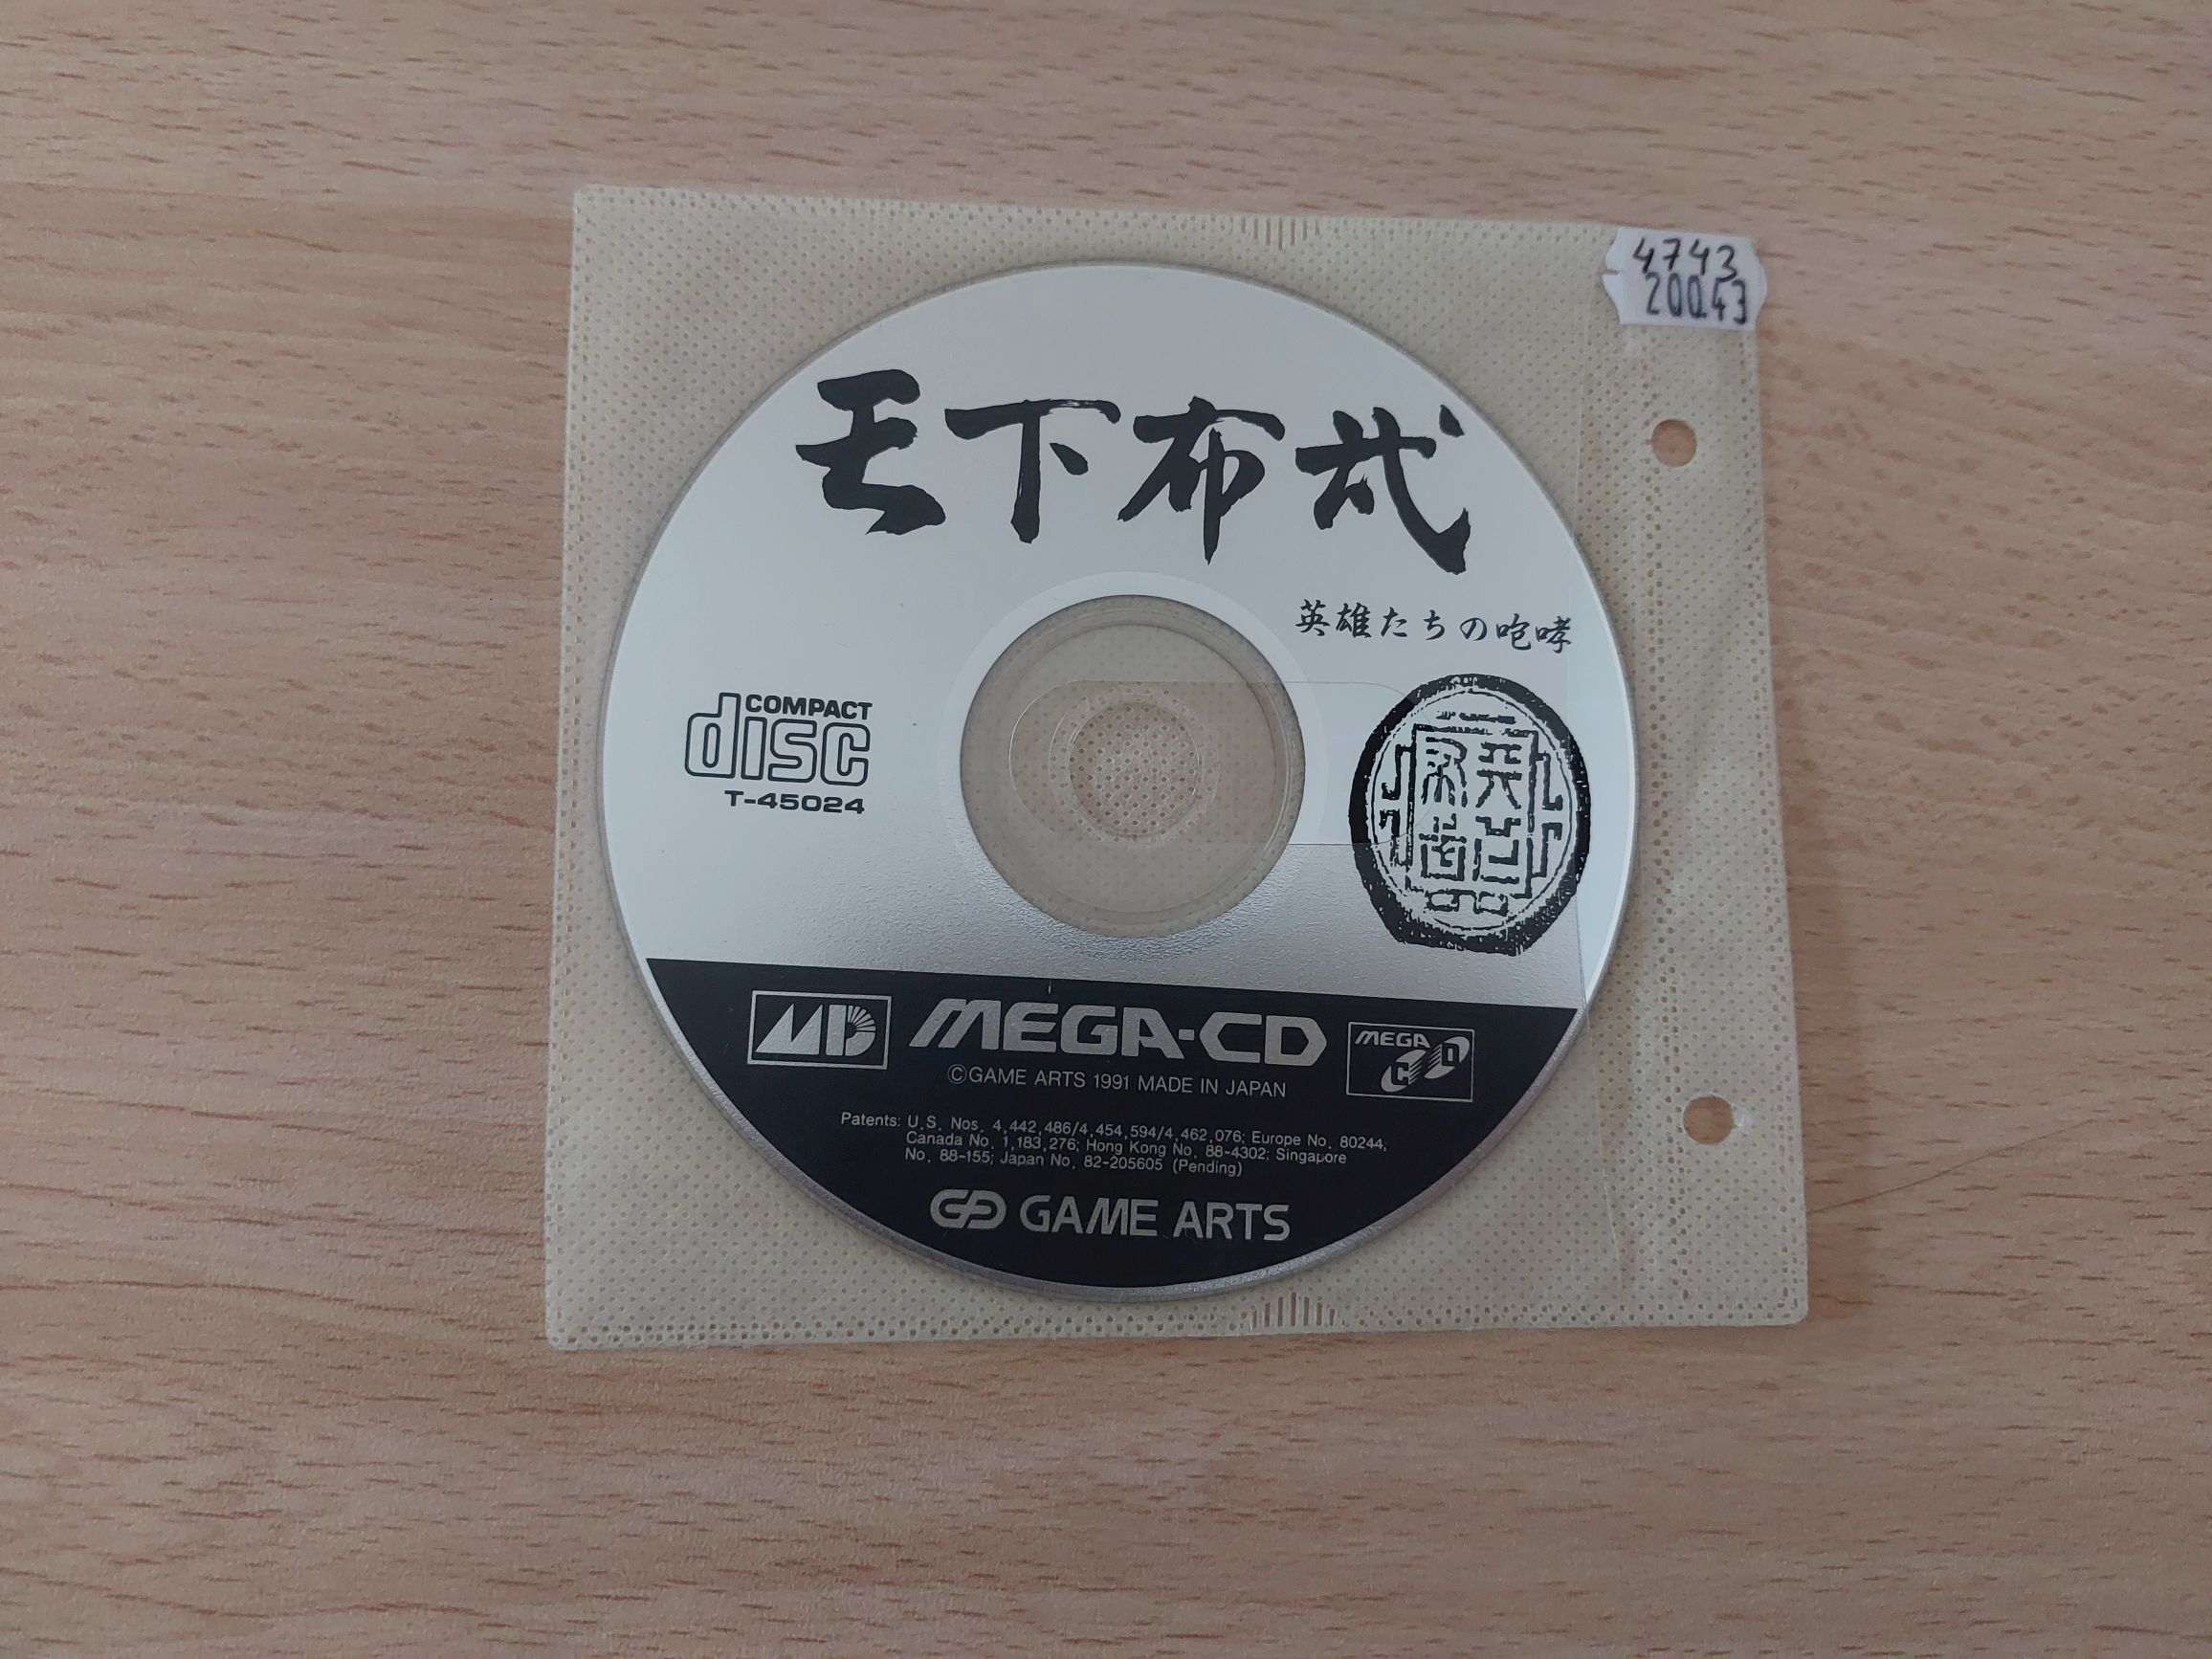 4743
20043
天下布武
英雄たちの咆哮
COMPACT
disc
T-45024
MEGA-CD
MEGA
CD
©GAME ARTS 1991 MADE IN JAPAN
Patents: U.S. Nos. 4,442,486/4,454,594/4,462,076; Europe No. 80244,
Canada No. 1,183,276; Hong Kong No. 88-4302; Singapore
No. 88-155; Japan No. 82-205605 (Pending)
GAME ARTS